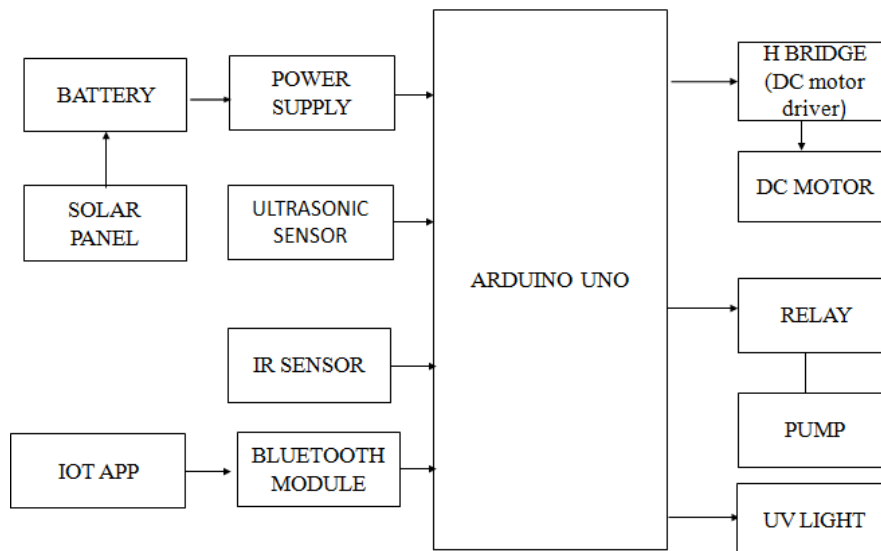 BATTERY
POWER
SUPPLY
H BRIDGE
(DC motor
driver)
SOLAR
PANEL
ULTRASONIC
SENSOR
DC MOTOR
ARDUINO UNO
RELAY
IR SENSOR
PUMP
IOT APP
BLUETOOTH
MODULE
UV LIGHT